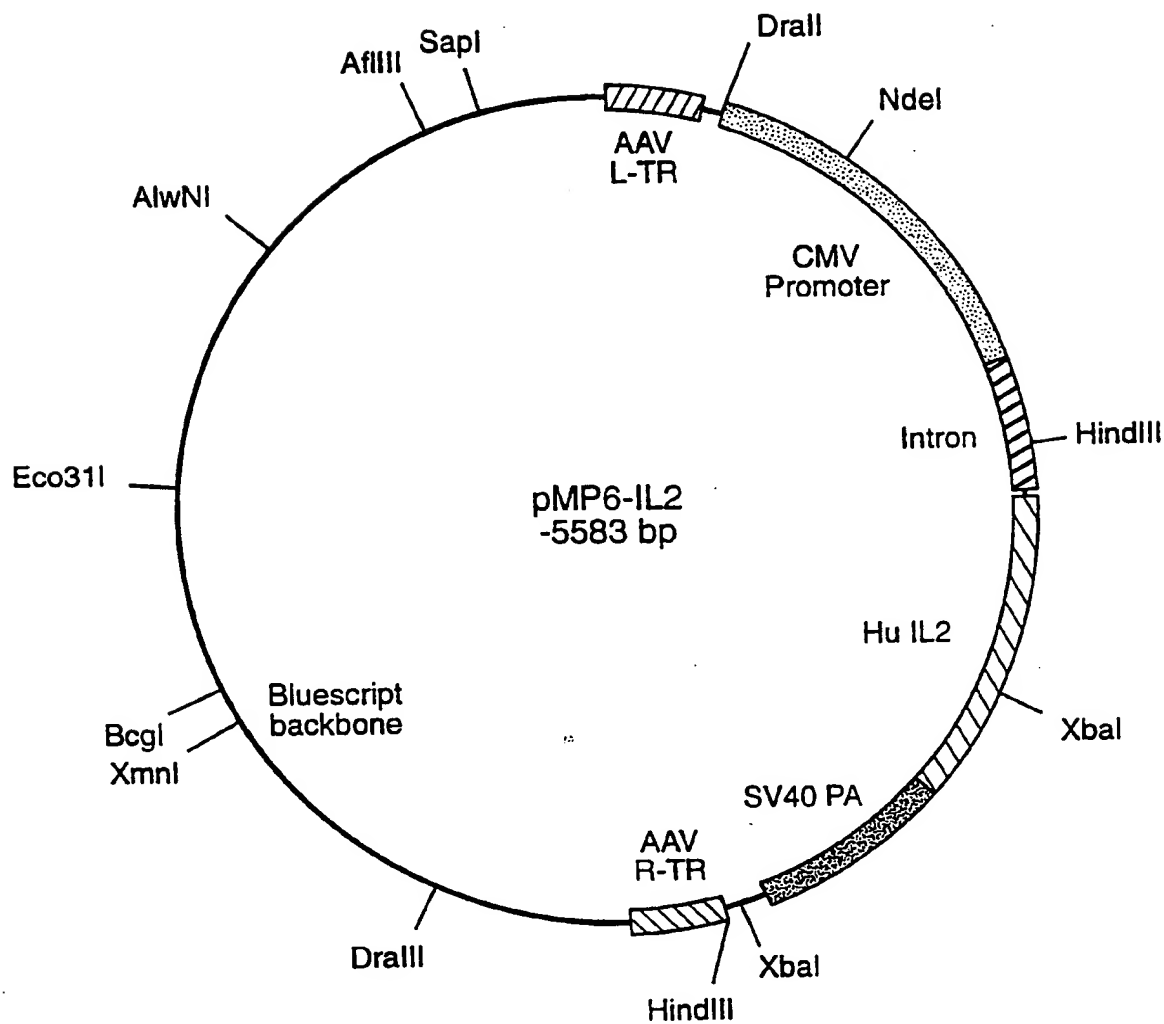 DraII
SapI
AflIII
NdeI
AAV
L-TR
AlwNI
CMV
Promoter
Intron
HindIII
Eco31I
pMP6-IL2
-5583 bp
Hu IL2
Bluescript
backbone
BcgI
XmnI
XbaI
SV40 PA
AAV
R-TR
DraIII
XbaI
HindIII